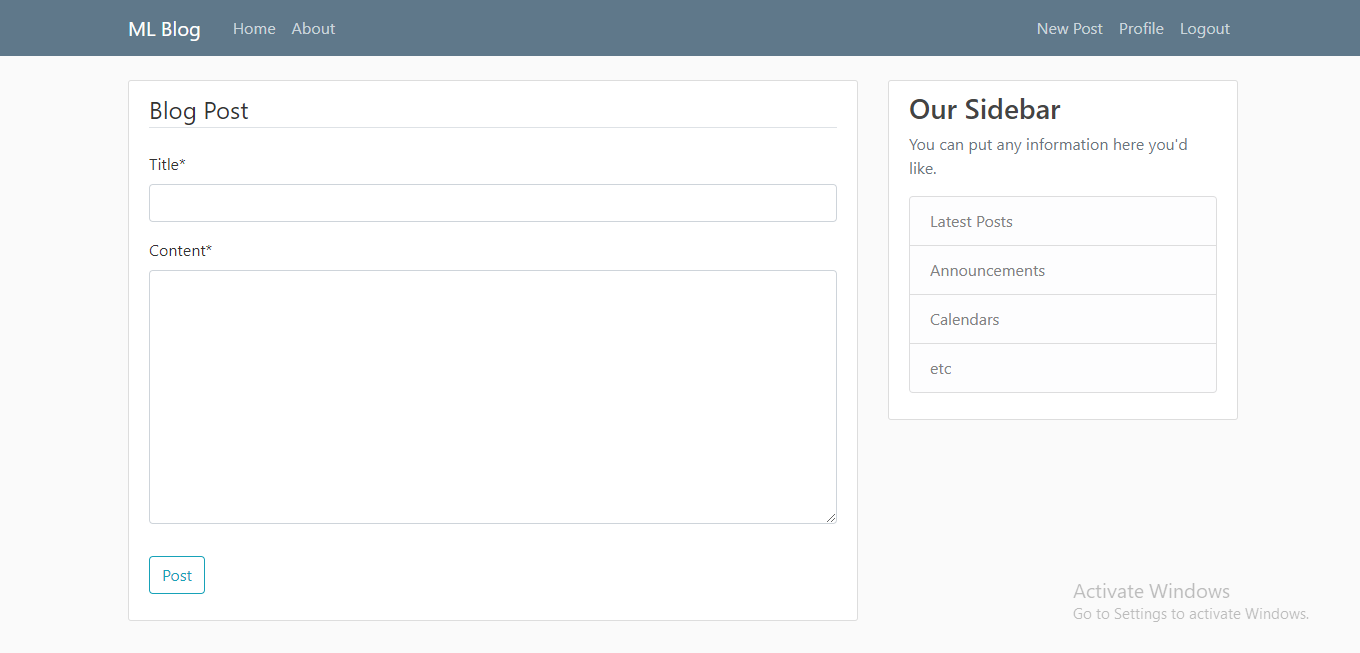 ML Blog Home About New Post Profile Logout
Blog Post
Title*
Content*
Post
Our Sidebar
You can put any information here you'd
like.
Latest Posts
Announcements
Calendars
etc
Activate Windows
Go to Settings to activate Windows.